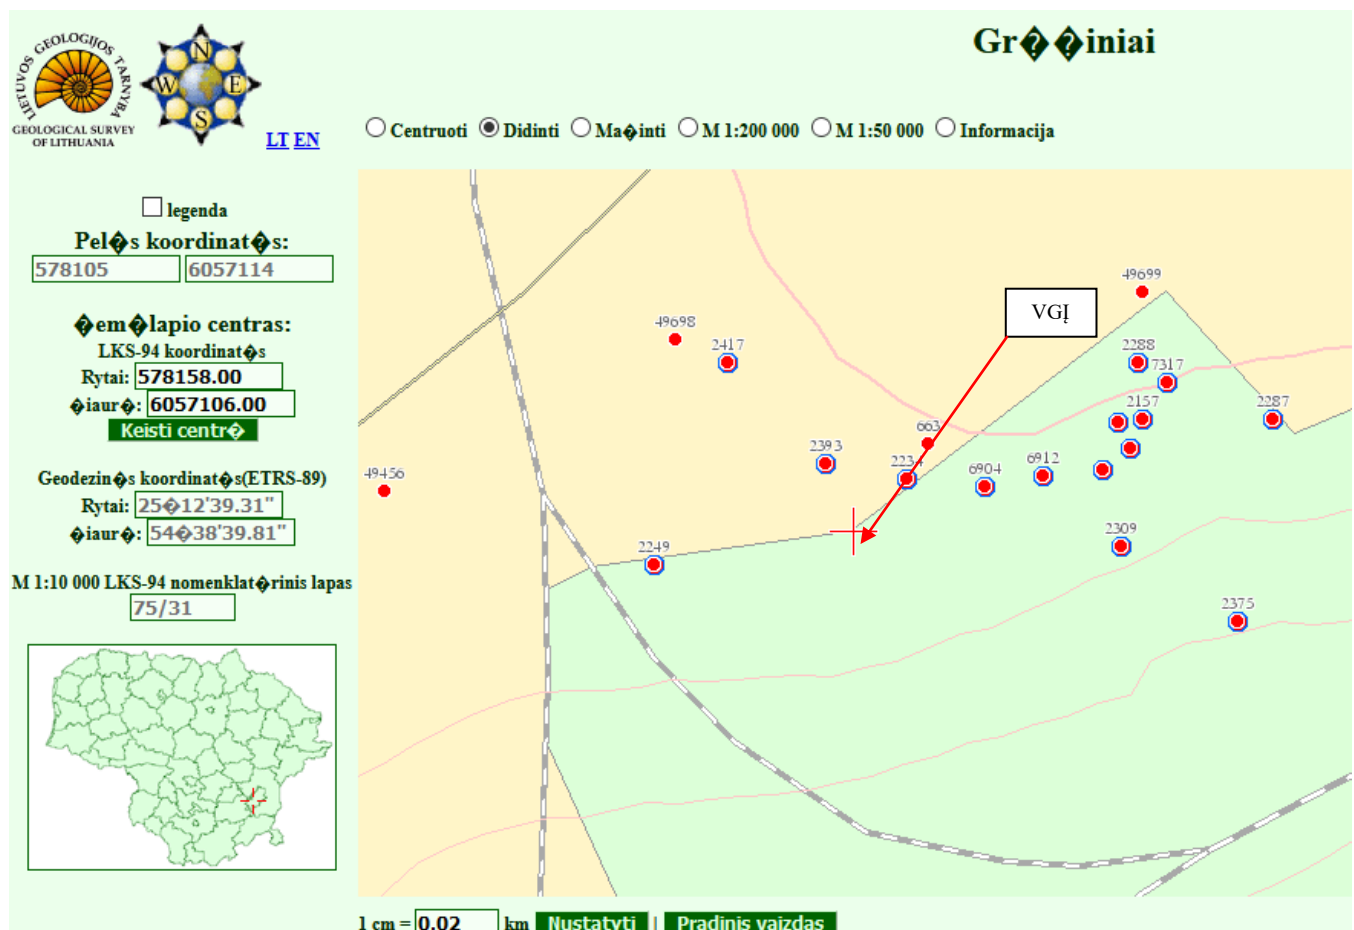 Gr��iniai
LIETUVOS GEOLOGIJOS TARNYBA
GEOLOGICAL SURVEY
OF LITHUANIA
N
W E
S
LT EN
Centruoti Didinti Ma�inti M 1:200 000 M 1:50 000 Informacija
legenda
Pel�s koordinat�s:
578105 6057114
�em�lapio centras:
LKS-94 koordinat�s
Rytai: 578158.00
�iaur�: 6057106.00
Keisti centr�
Geodezin�s koordinat�s(ETRS-89)
Rytai: 25�12'39.31"
�iaur�: 54�38'39.81"
M 1:10 000 LKS-94 nomenklat�rinis lapas
75/31
49699
VGĮ
49698
2417
2288
7317
2157
2287
663
2393
2234
6904
6912
49456
2249
2309
2375
1 cm = 0.02 km Nustatyti | Pradinis vaizdas